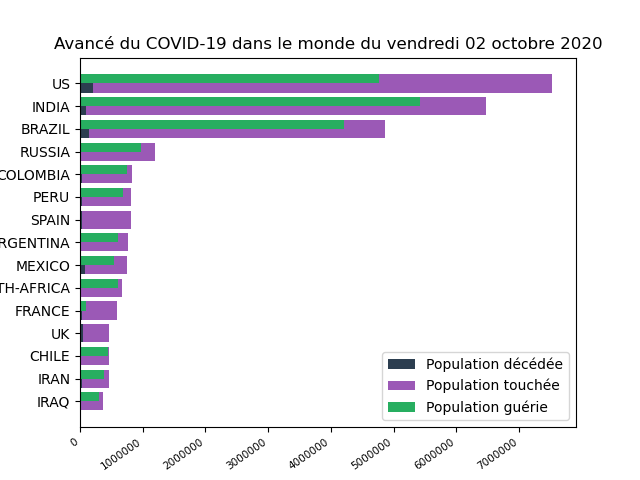 Avancé du COVID-19 dans le monde du vendredi 02 octobre 2020
US
INDIA
BRAZIL
RUSSIA
COLOMBIA
PERU
SPAIN
RGENTINA
MEXICO
TH-AFRICA
FRANCE
UK
CHILE
IRAN
IRAQ
Population décédée
Population touchée
Population guérie
0
1000000
2000000
3000000
4000000
5000000
6000000
7000000